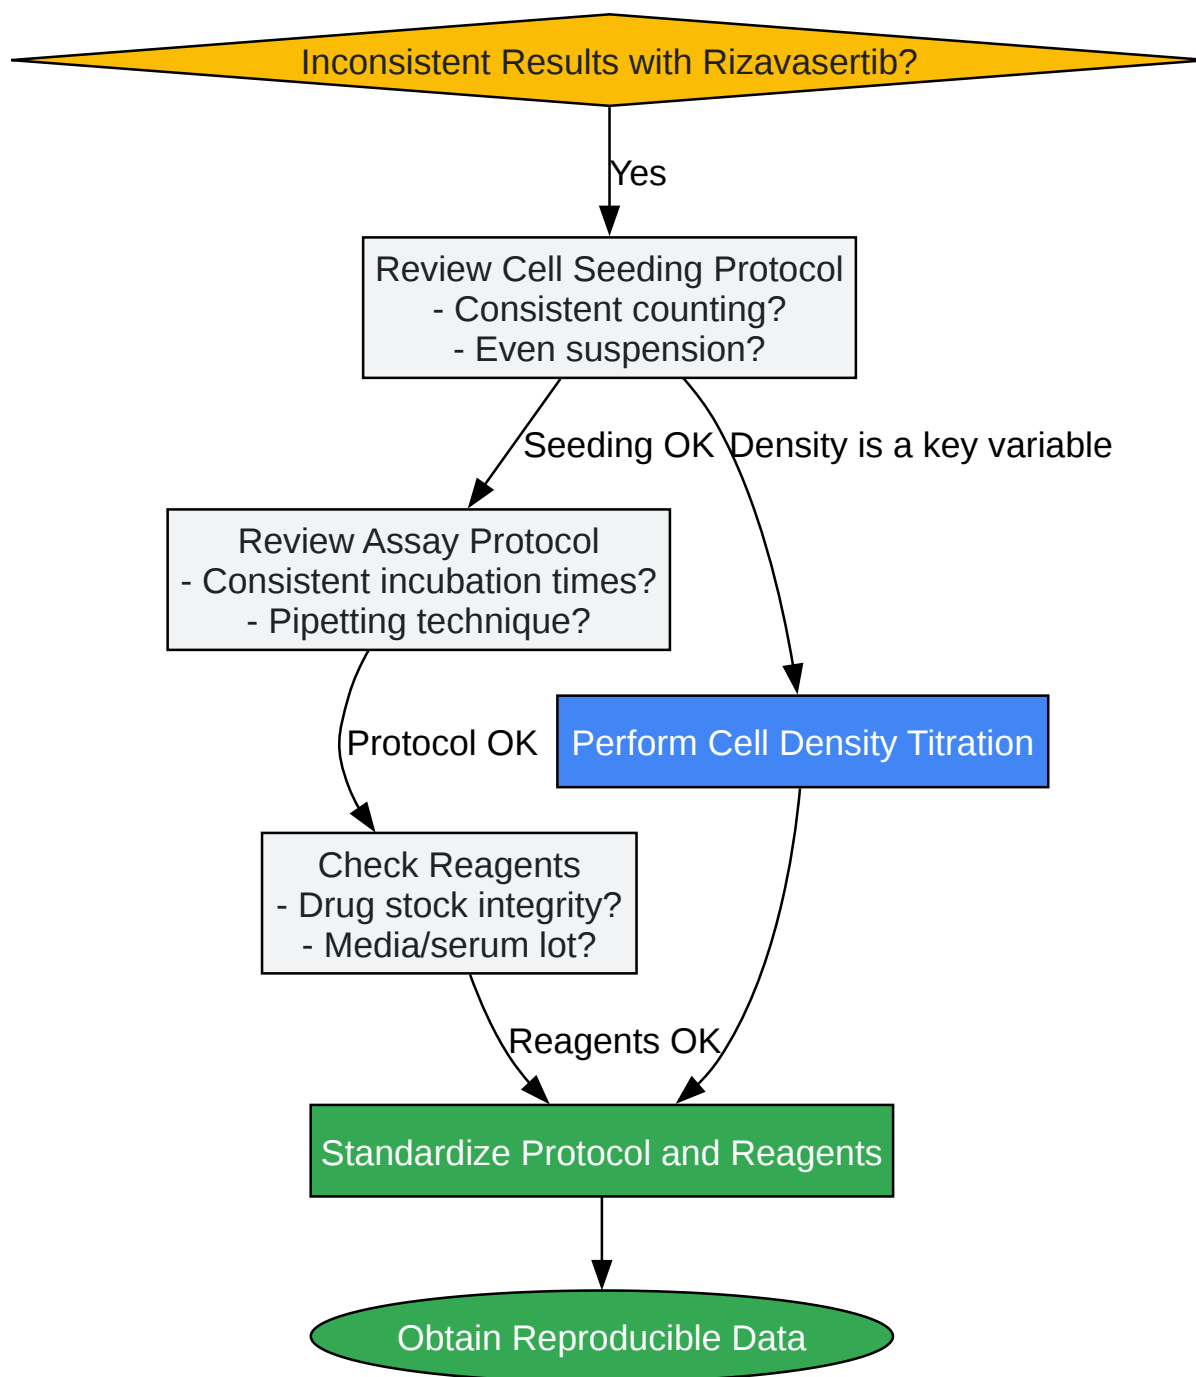 Inconsistent Results with Rizavasertib?
Yes
Review Cell Seeding Protocol
- Consistent counting?
- Even suspension?
Seeding OK
Density is a key variable
Review Assay Protocol
- Consistent incubation times?
- Pipetting technique?
Protocol OK
Perform Cell Density Titration
Check Reagents
- Drug stock integrity?
- Media/serum lot?
Reagents OK
Standardize Protocol and Reagents
Obtain Reproducible Data